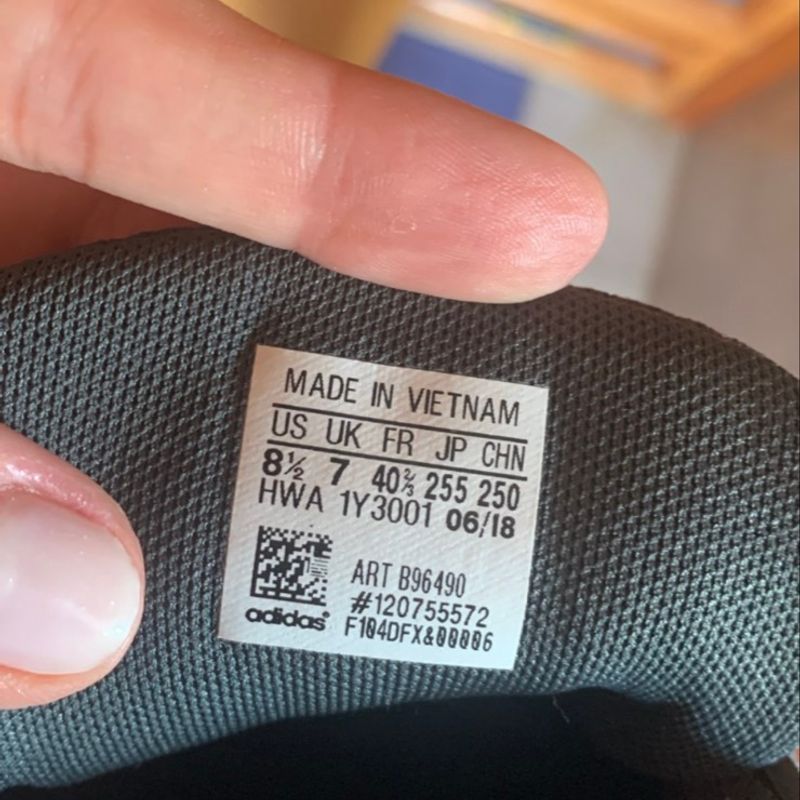 MADE IN VIETNAM
US UK FR JP CHN
8½ 7 40⅔ 255 250
HWA 1Y3001 06/18
ART B96490
#120755572
adidas®
F104DFX&00006